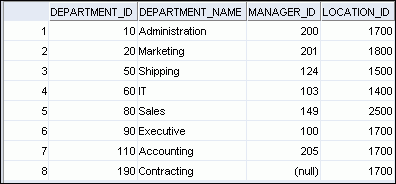 DEPARTMENT_ID DEPARTMENT_NAME MANAGER_ID LOCATION_ID
1 10 Administration 200 1700
2 20 Marketing 201 1800
3 50 Shipping 124 1500
4 60 IT 103 1400
5 80 Sales 149 2500
6 90 Executive 100 1700
7 110 Accounting 205 1700
8 190 Contracting (null) 1700